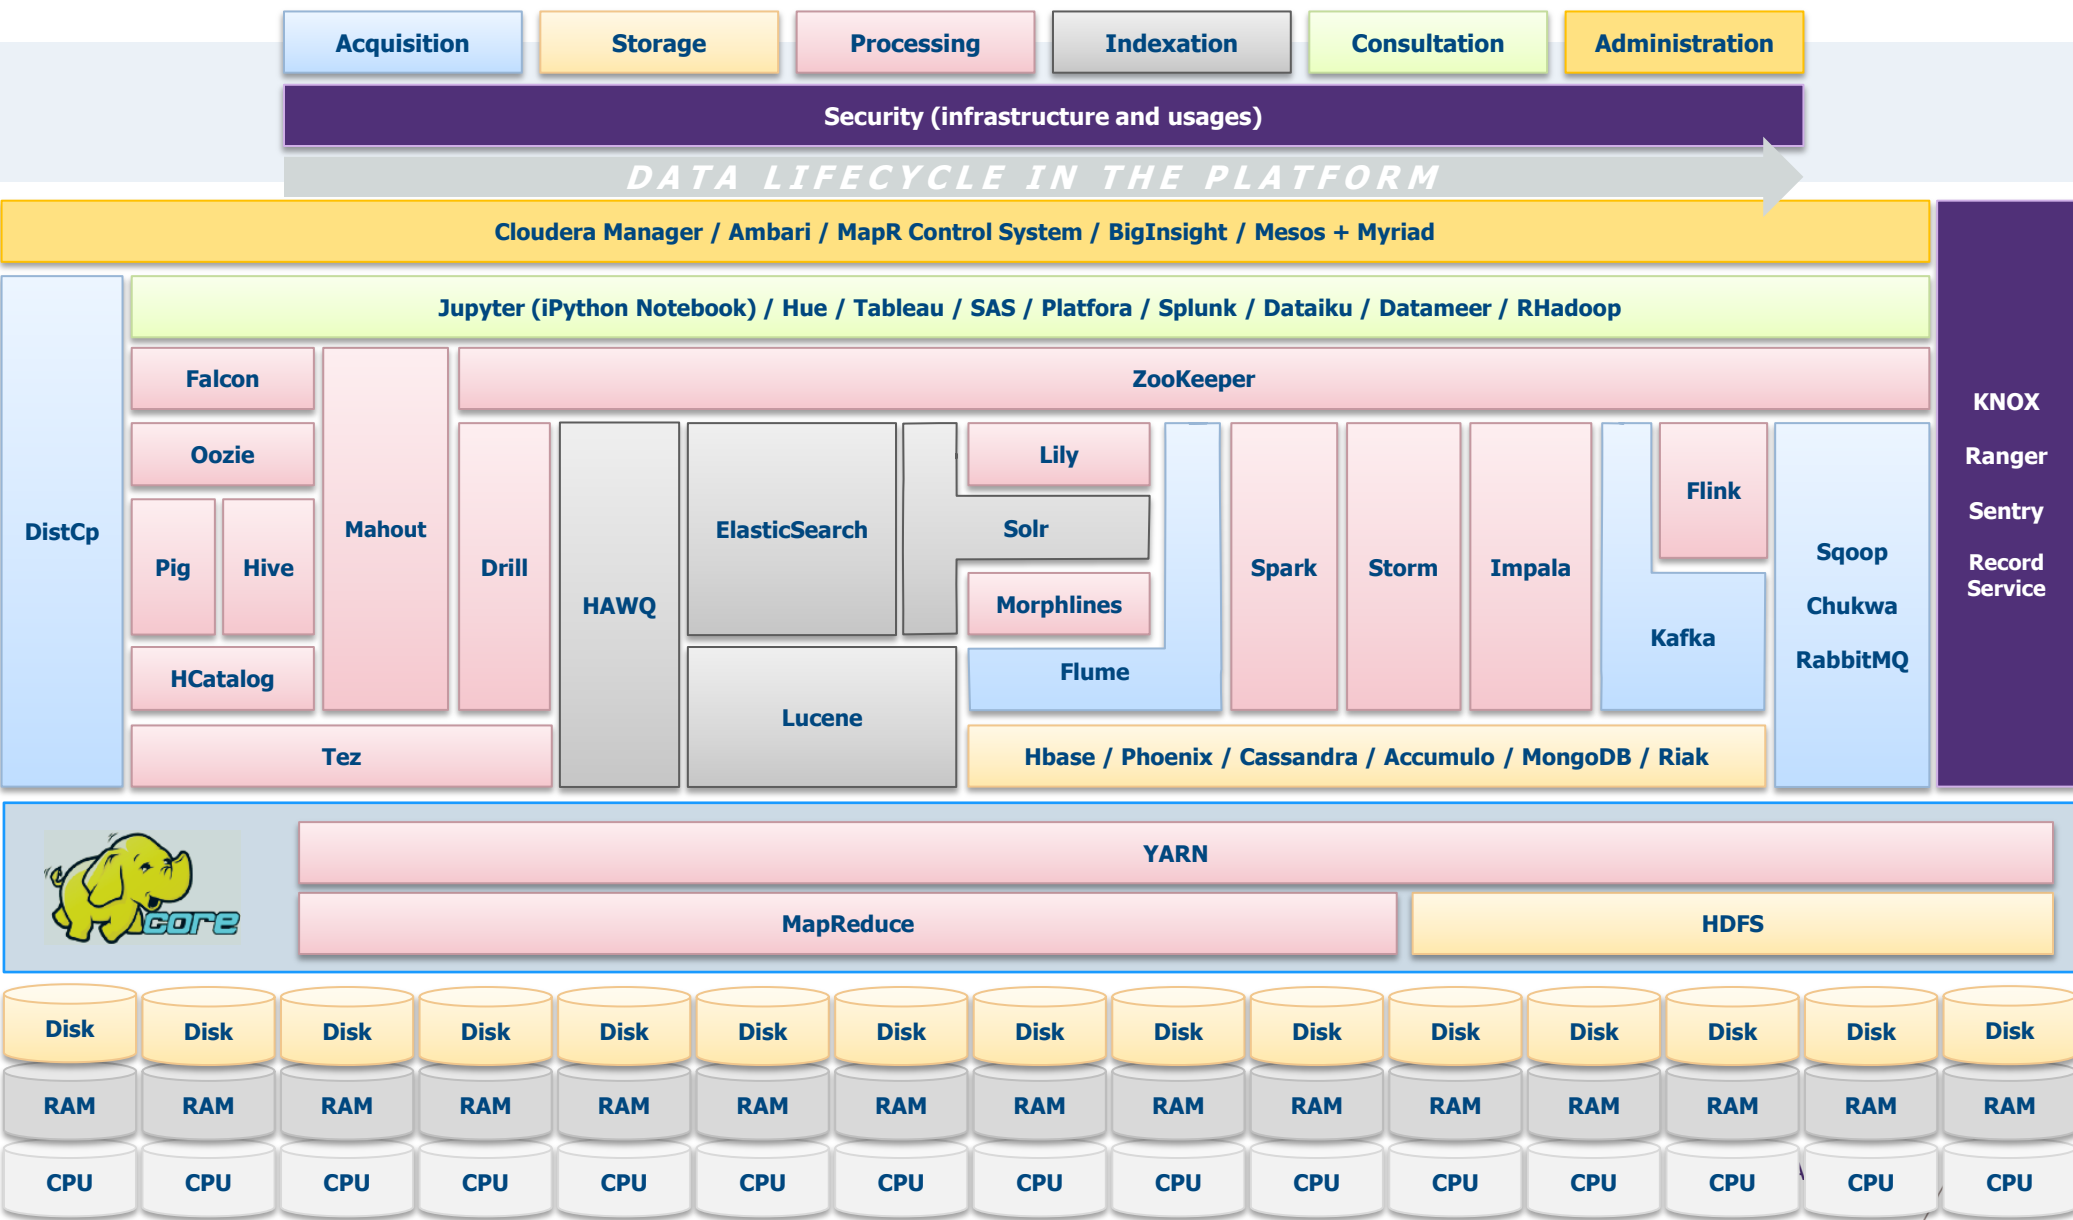 Acquisition
Storage
Processing
Indexation
Consultation
Administration
Security (infrastructure and usages)
DATA LIFECYCLE IN THE PLATFORM
Cloudera Manager / Ambari / MapR Control System / BigInsight / Mesos + Myriad
Jupyter (iPython Notebook) / Hue / Tableau / SAS / Platfora / Splunk / Dataiku / Datameer / RHadoop
DistCp
Falcon
Oozie
Pig
Hive
HCatalog
Mahout
ZooKeeper
Drill
Tez
HAWQ
ElasticSearch
Lucene
Solr
Lily
Morphlines
Flume
Spark
Storm
Impala
Flink
Kafka
Hbase / Phoenix / Cassandra / Accumulo / MongoDB / Riak
Sqoop
Chukwa
RabbitMQ
KNOX
Ranger
Sentry
Record
Service
core
YARN
MapReduce
HDFS
Disk Disk Disk Disk Disk Disk Disk Disk Disk Disk Disk Disk Disk Disk Disk
RAM RAM RAM RAM RAM RAM RAM RAM RAM RAM RAM RAM RAM RAM RAM
CPU CPU CPU CPU CPU CPU CPU CPU CPU CPU CPU CPU CPU CPU CPU